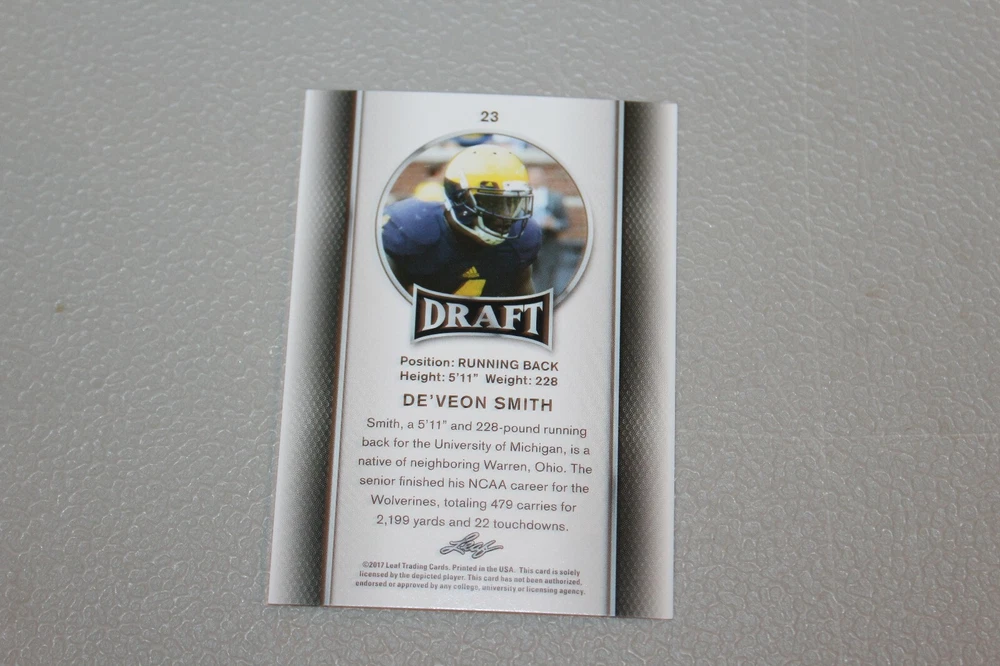 23
DRAFT
Position: RUNNING BACK
Height: 5'11" Weight: 228
DE'VEON SMITH
Smith, a 5'11" and 228-pound running
back for the University of Michigan, is a
native of neighboring Warren, Ohio. The
senior finished his NCAA career for the
Wolverines, totaling 479 carries for
2,199 yards and 22 touchdowns.
Leaf
©2017 Leaf Trading Cards. Printed in the USA. This card is solely
licensed by the depicted player. This card has not been authorized,
endorsed or approved by any college, university or licensing agency.